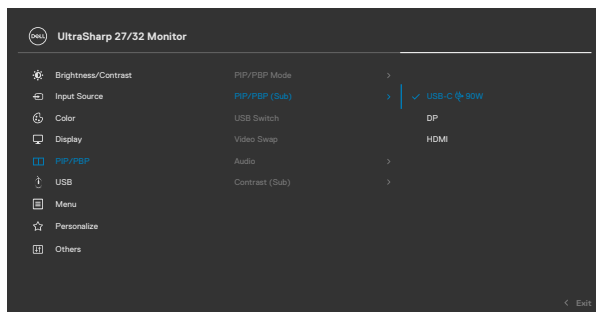 DELL UltraSharp 27/32 Monitor
Brightness/Contrast PIP/PBP Mode >
Input Source PIP/PBP (Sub) > ✓ USB-C 90W
Color USB Switch DP
Display Video Swap HDMI
PIP/PBP Audio >
USB Contrast (Sub) >
Menu
Personalize
Others
< Exit